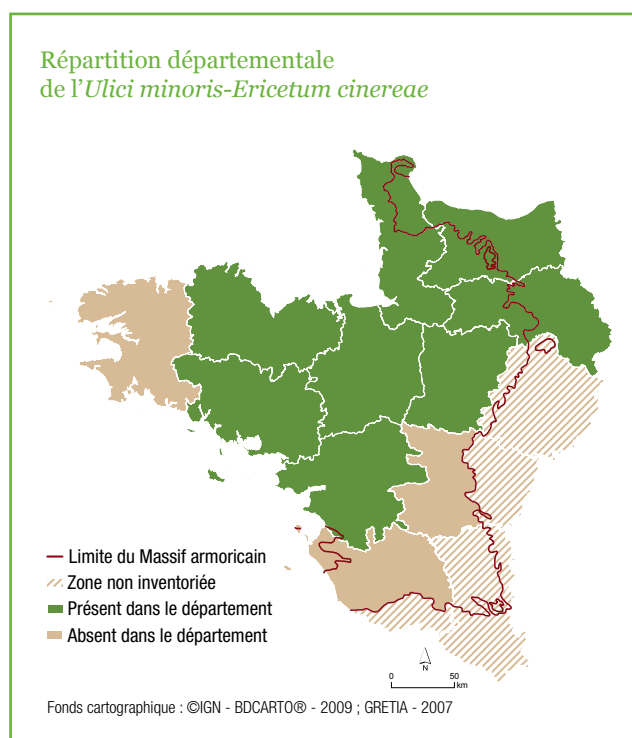 Répartition départementale
de l'Ulici minoris-Ericetum cinereae
Limite du Massif armoricain
Zone non inventoriée
Présent dans le département
Absent dans le département
N
0 50
km
Fonds cartographique : ©IGN - BDCARTO® - 2009 ; GRETIA - 2007